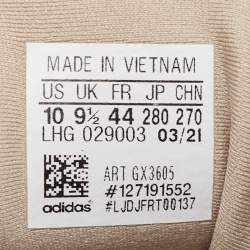 MADE IN VIETNAM
US UK FR JP CHN
10 9½ 44 280 270
LHG 029003 03/21
ART GX3605
#127191552
adidas #LJDJFRT00137